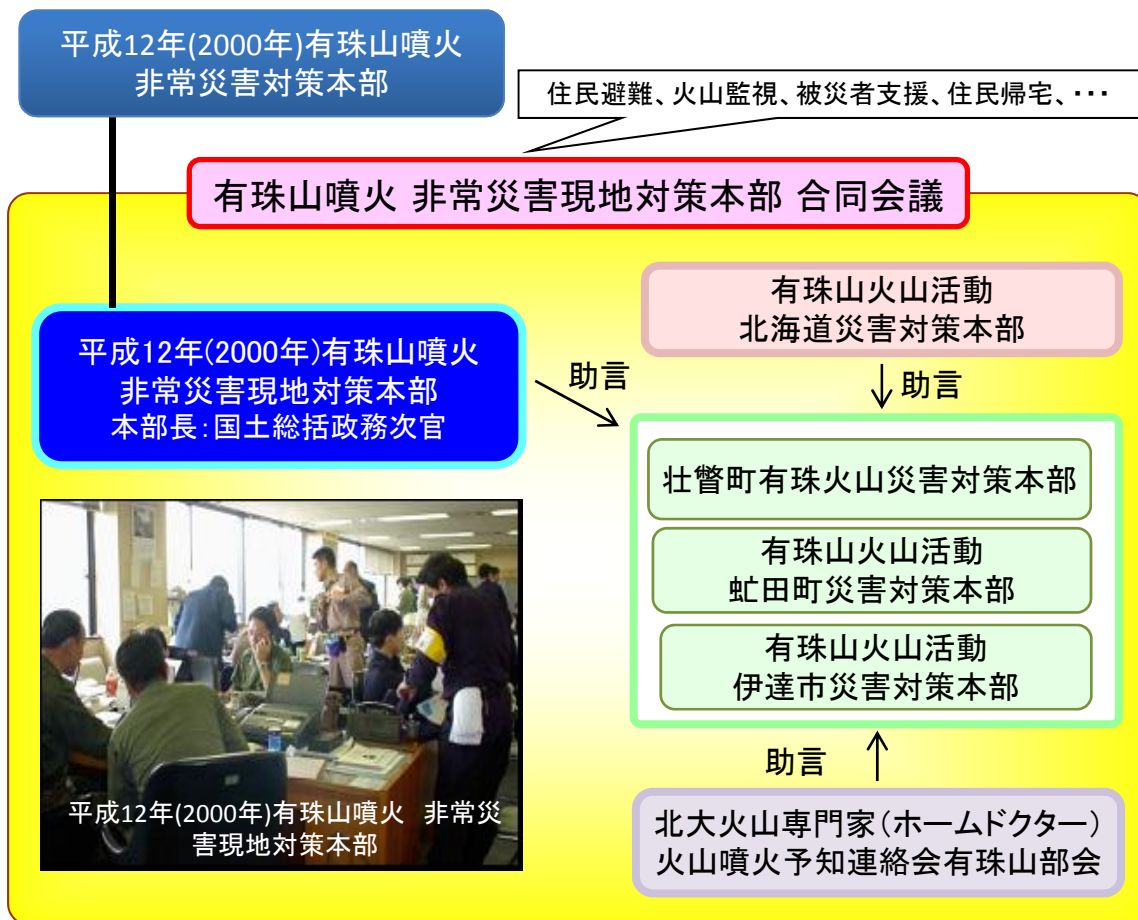 平成12年(2000年)有珠山噴火
非常災害対策本部
住民避難、火山監視、被災者支援、住民帰宅、・・・
有珠山噴火 非常災害現地対策本部 合同会議
有珠山火山活動
北海道災害対策本部
平成12年(2000年)有珠山噴火
非常災害現地対策本部
本部長:国土総括政務次官
助言
助言
壮瞥町有珠火山災害対策本部
有珠山火山活動
虻田町災害対策本部
有珠山火山活動
伊達市災害対策本部
助言
平成12年(2000年)有珠山噴火 非常災
害現地対策本部
北大火山専門家(ホームドクター)
火山噴火予知連絡会有珠山部会